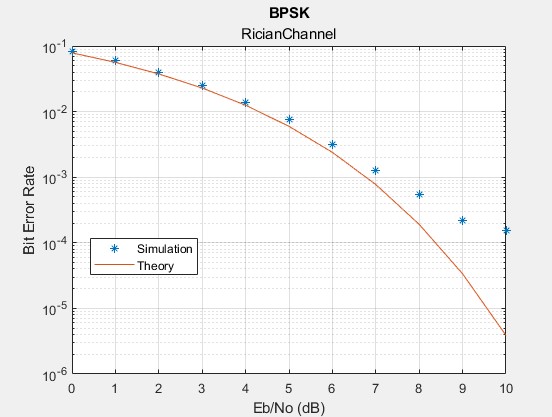 BPSK
RicianChannel
10-1
10-2
10-3
10-4
10-5
10-6
Bit Error Rate
Simulation
Theory
0 1 2 3 4 5 6 7 8 9 10
Eb/No (dB)